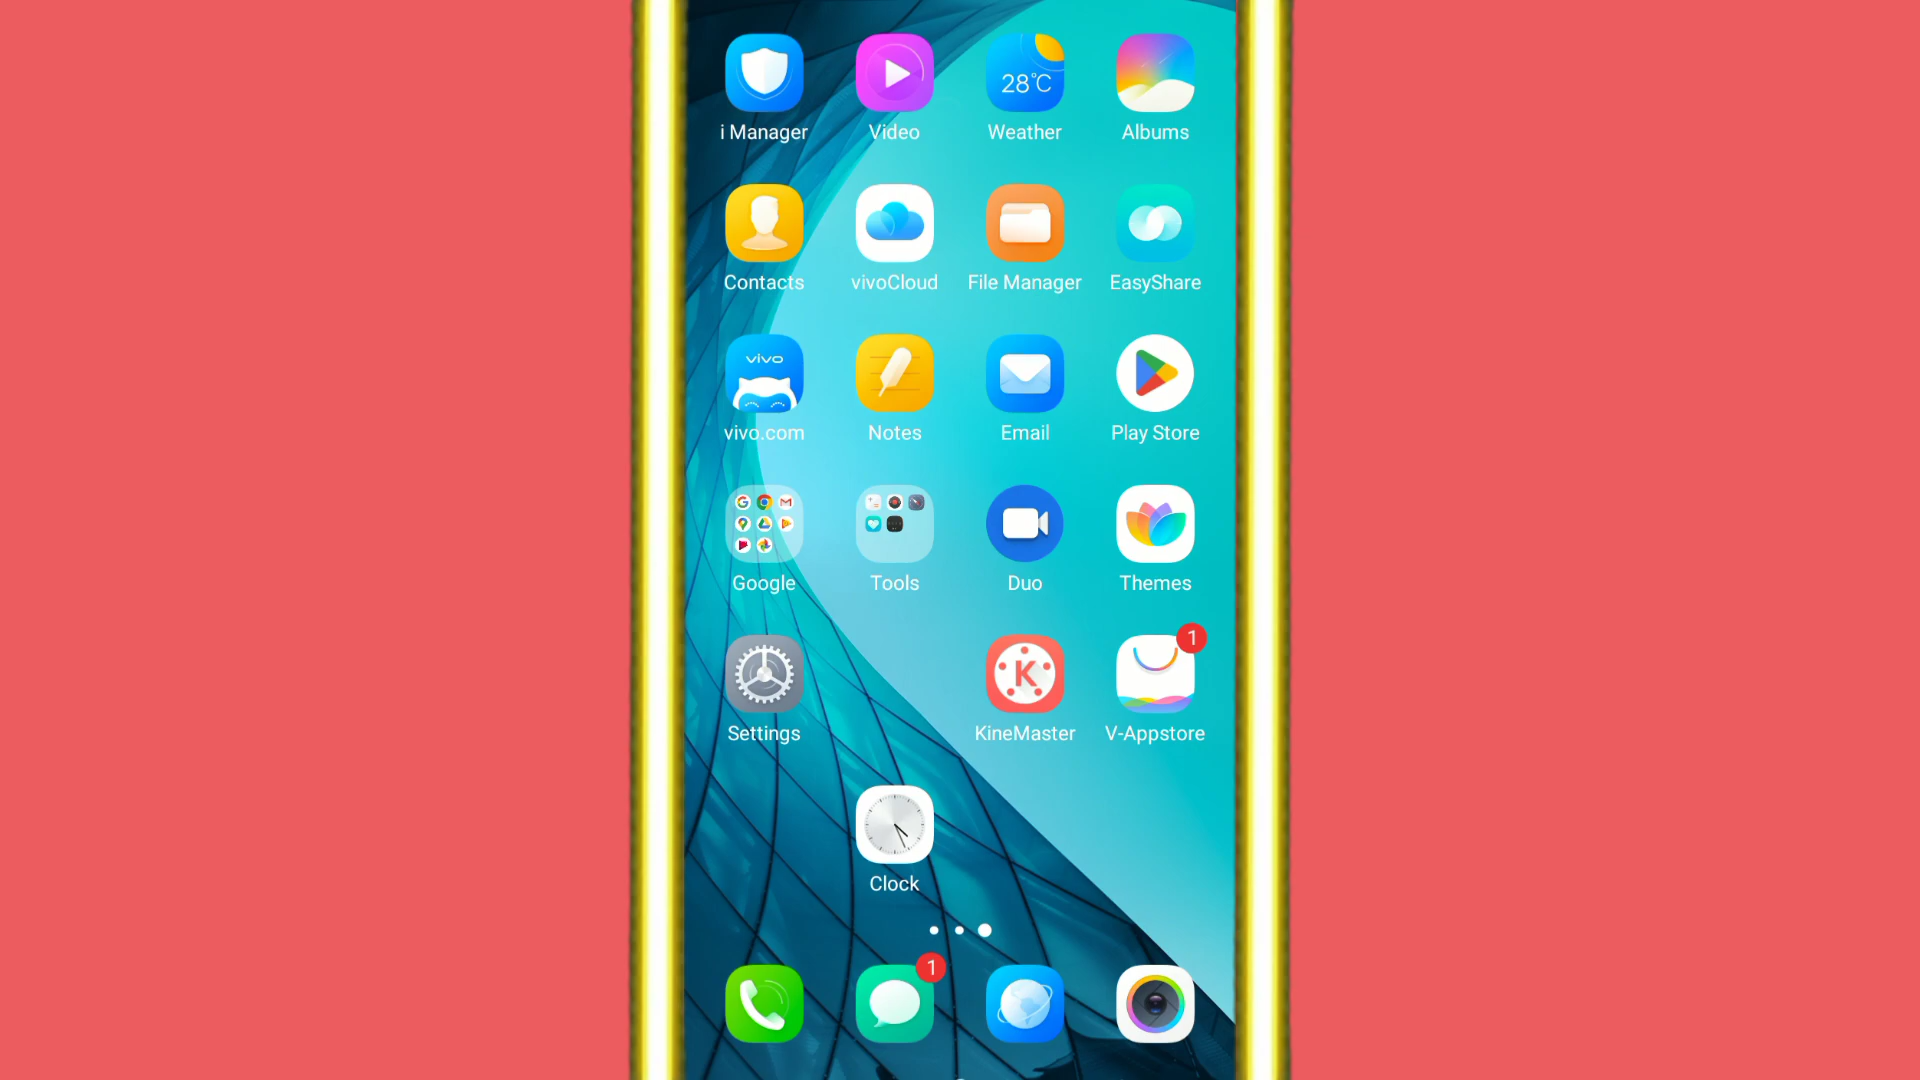 28°C
i Manager Video Weather Albums
Contacts vivoCloud File Manager EasyShare
vivo
vivo.com Notes Email Play Store
Google Tools Duo Themes
1
K
Settings KineMaster V-Appstore
Clock
1